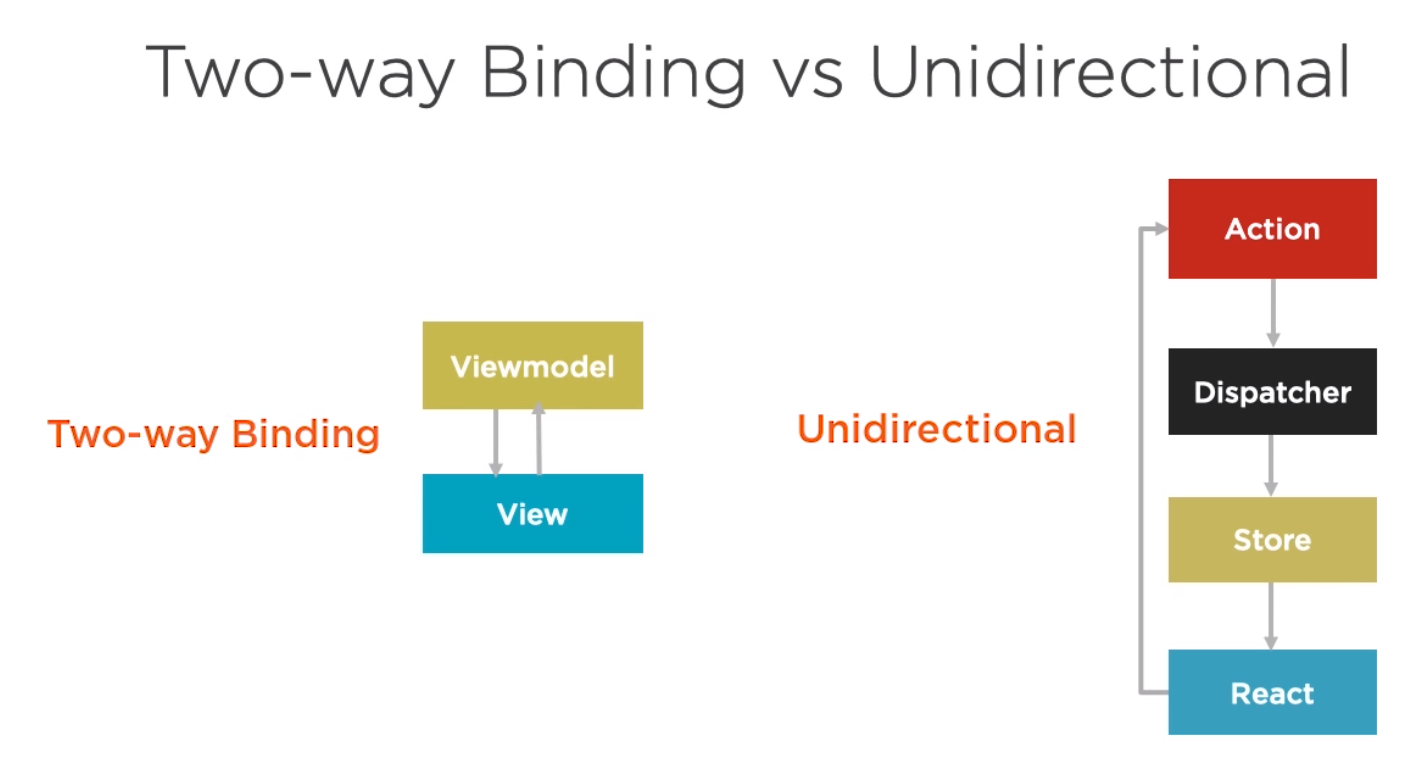 Two-way Binding vs Unidirectional
Two-way Binding
Viewmodel
View
Unidirectional
Action
Dispatcher
Store
React